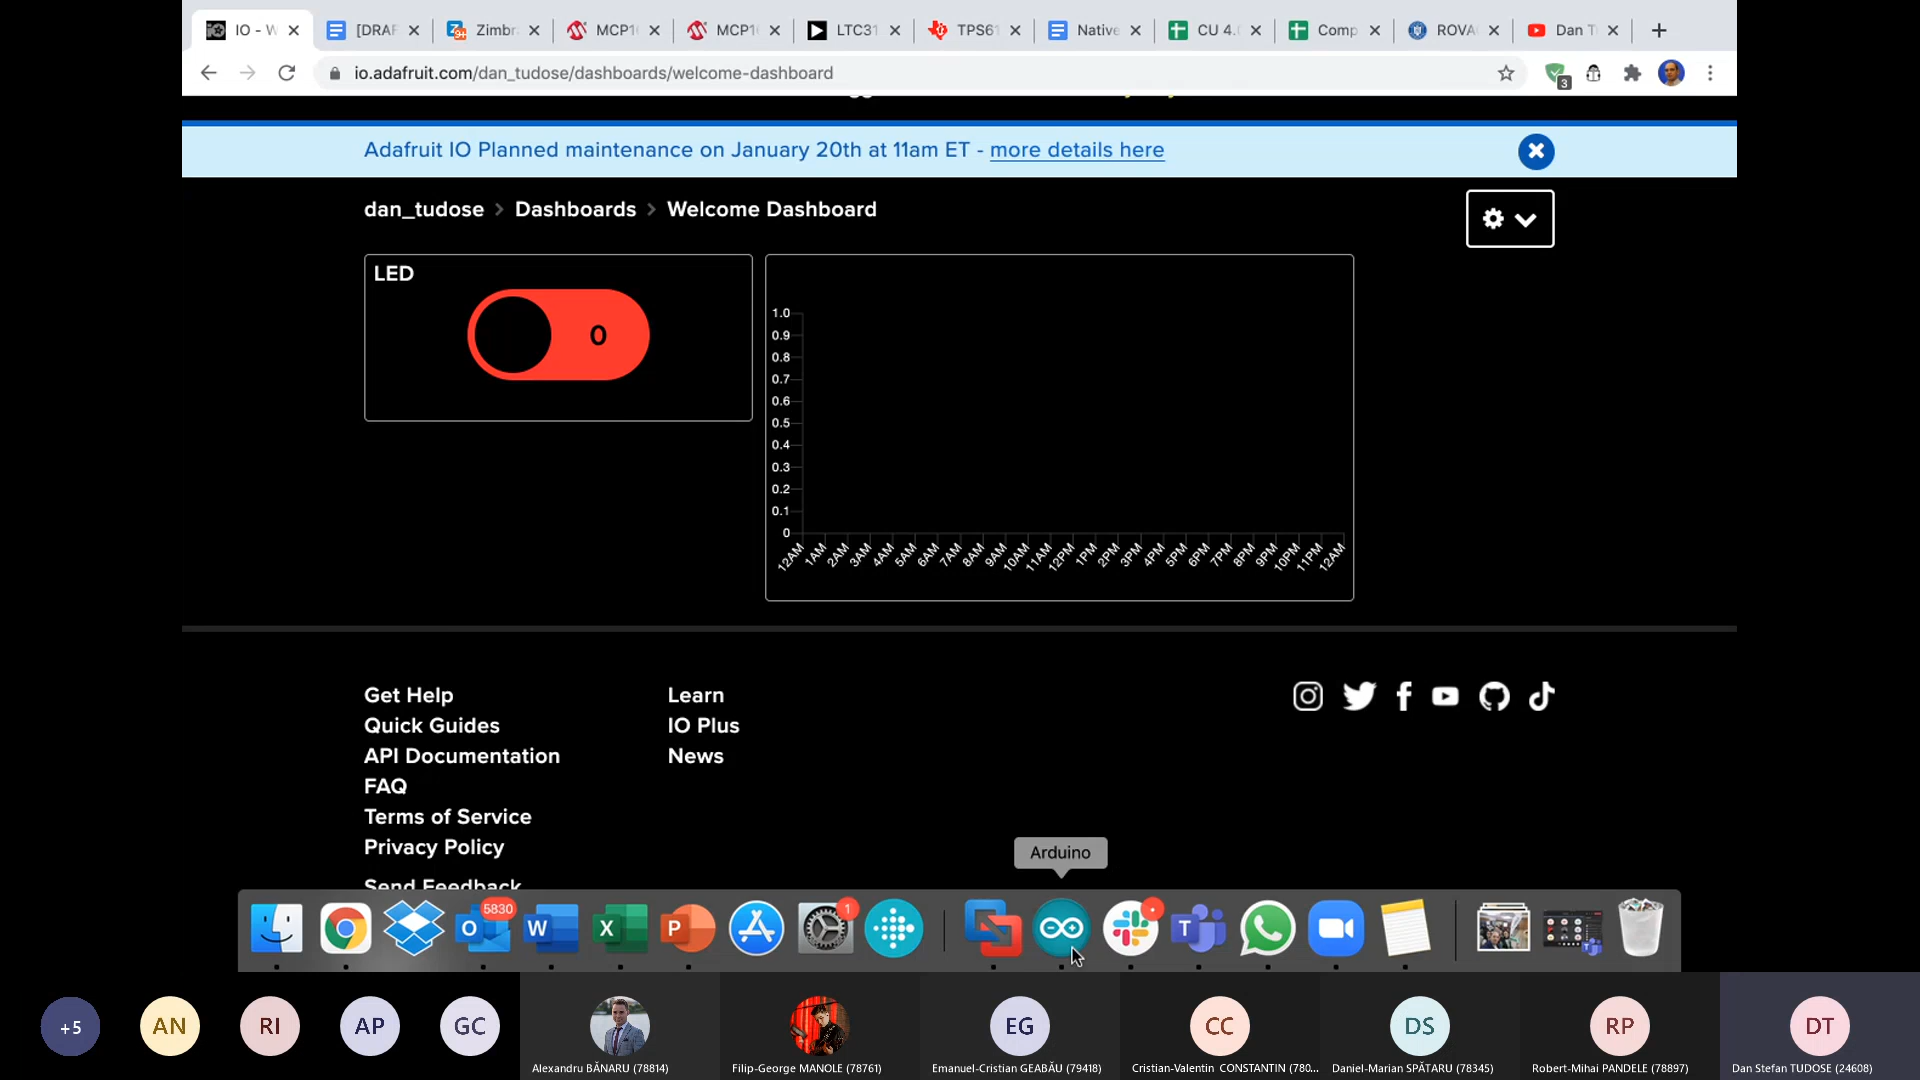 IO - W
[DRAF
Zimbr
MCP1
MCP1
LTC31
TPS61
Native
CU 4.
Comp
ROVA
Dan T
io.adafruit.com/dan_tudose/dashboards/welcome-dashboard
3
Adafruit IO Planned maintenance on January 20th at 11am ET - more details here
dan_tudose > Dashboards > Welcome Dashboard
LED
0
1.0
0.9
0.8
0.7
0.6
0.5
0.4
0.3
0.2
0.1
0
12AM 1AM 2AM 3AM 4AM 5AM 6AM 7AM 8AM 9AM 10AM 11AM 12PM 1PM 2PM 3PM 4PM 5PM 6PM 7PM 8PM 9PM 10PM 11PM 12AM
Get Help
Quick Guides
API Documentation
FAQ
Terms of Service
Privacy Policy
Send Feedback
Learn
IO Plus
News
Arduino
5830
1
+5
AN
RI
AP
GC
EG
CC
DS
RP
DT
Alexandru BĂNARU (78814)
Filip-George MANOLE (78761)
Emanuel-Cristian GEABĂU (79418)
Cristian-Valentin CONSTANTIN (780...
Daniel-Marian SPĂTARU (78345)
Robert-Mihai PANDELE (78897)
Dan Stefan TUDOSE (24608)